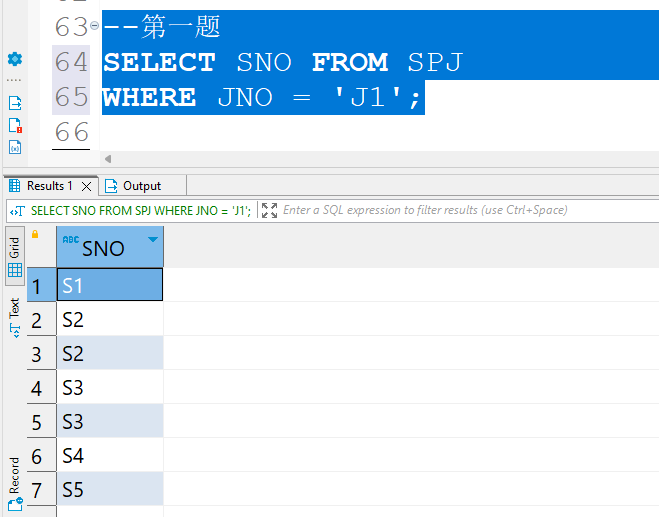 63 --第一题
64 SELECT SNO FROM SPJ
65 WHERE JNO = 'J1';
66
Results 1 Output
SELECT SNO FROM SPJ WHERE JNO = 'J1'; Enter a SQL expression to filter results (use Ctrl+Space)
Grid
Text
Record
ABC SNO
1 S1
2 S2
3 S2
4 S3
5 S3
6 S4
7 S5